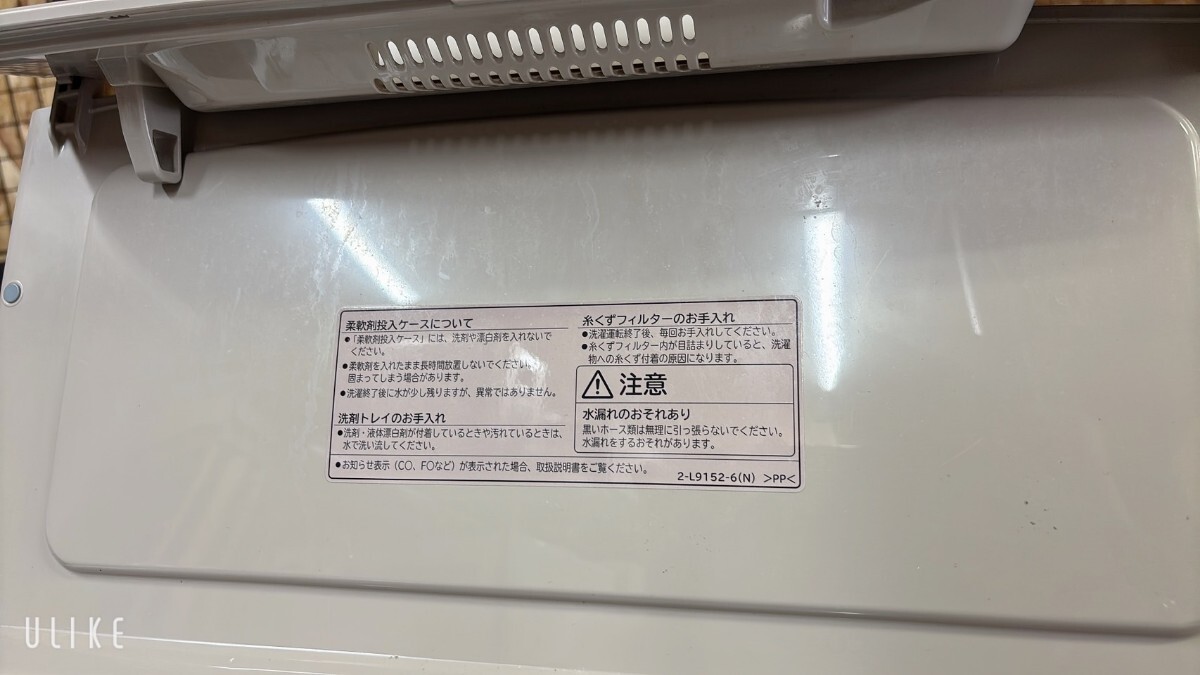 柔軟剤投入ケースについて
●「柔軟剤投入ケース」には、洗剤や漂白剤を入れないで
ください。
●柔軟剤を入れたまま長時間放置しないでください。
固まってしまう場合があります。
●洗濯終了後に水が少し残りますが、異常ではありません。
洗剤トレイのお手入れ
●洗剤・液体漂白剤が付着しているときや汚れているときは、
水で洗い流してください。
糸くずフィルターのお手入れ
●洗濯運転終了後、毎回お手入れしてください。
●糸くずフィルター内が目詰まりしていると、洗濯
物への糸くず付着の原因になります。
注意
水漏れのおそれあり
黒いホース類は無理に引っ張らないでください。
水漏れをするおそれがあります。
●お知らせ表示（CO、FOなど）が表示された場合、取扱説明書をご覧ください。
2-L9152-6(N) >PP<
ULIKE